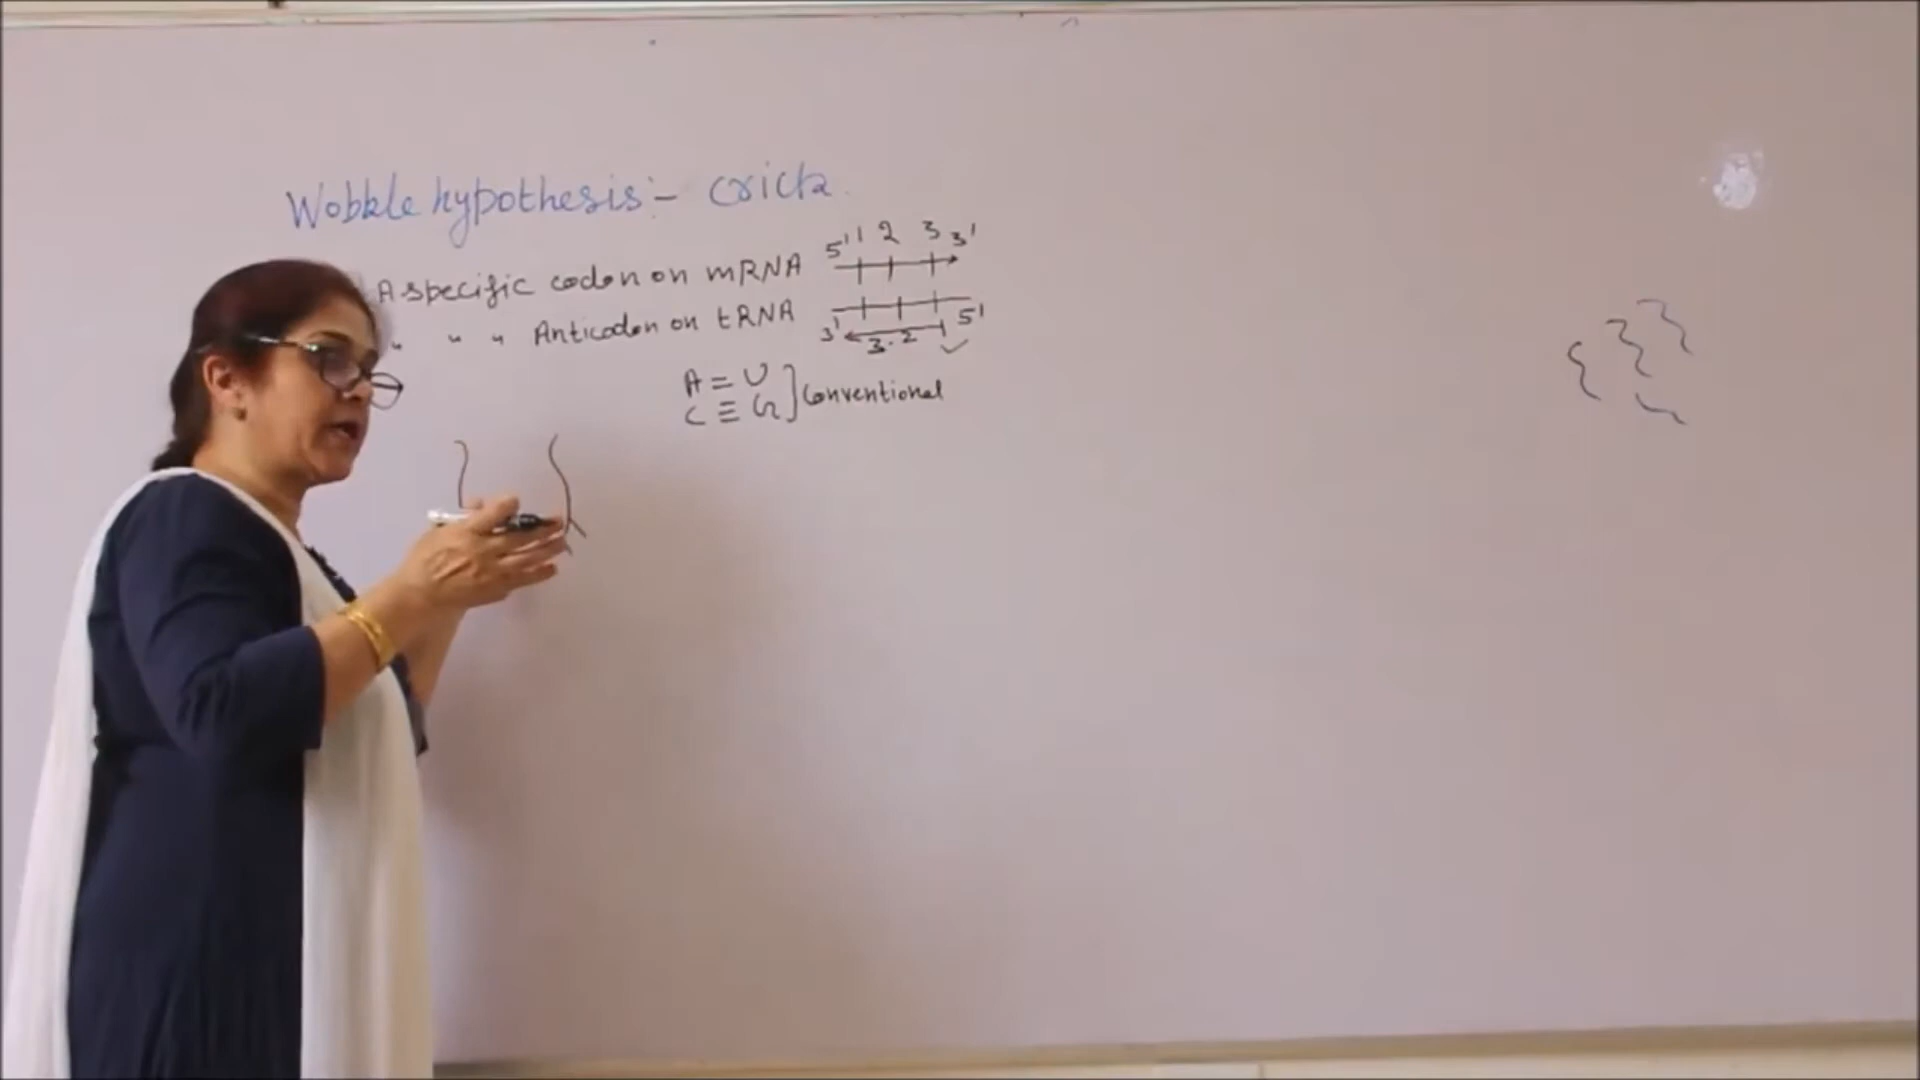 Wobble hypothesis :- Crick.
5' 1 2 3 3'
A specific codon on mRNA
" " " Anticodon on tRNA
3' 3 . 2 5'
A = U
C ≡ G ] Conventional